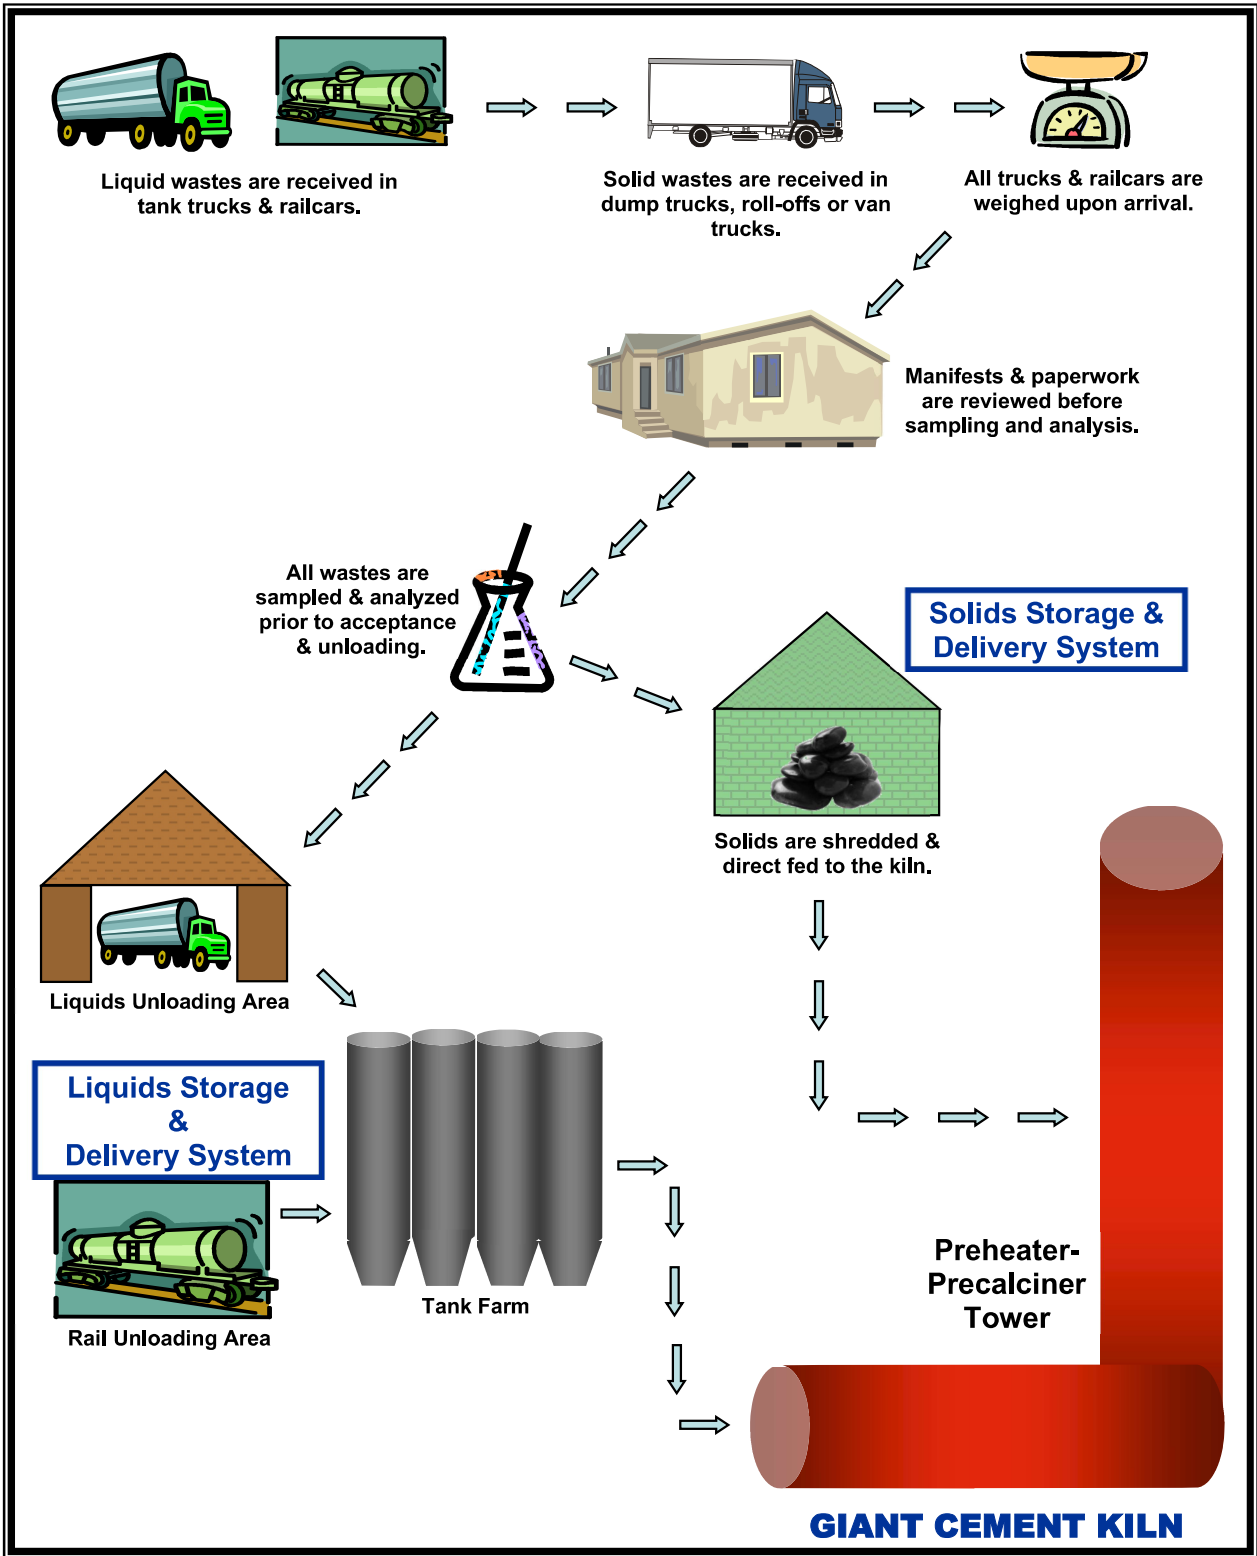 Liquid wastes are received in
tank trucks & railcars.
Solid wastes are received in
dump trucks, roll-offs or van
trucks.
All trucks & railcars are
weighed upon arrival.
Manifests & paperwork
are reviewed before
sampling and analysis.
All wastes are
sampled & analyzed
prior to acceptance
& unloading.
Solids Storage &
Delivery System
Solids are shredded &
direct fed to the kiln.
Liquids Unloading Area
Liquids Storage
&
Delivery System
Rail Unloading Area
Tank Farm
Preheater-
Precalciner
Tower
GIANT CEMENT KILN